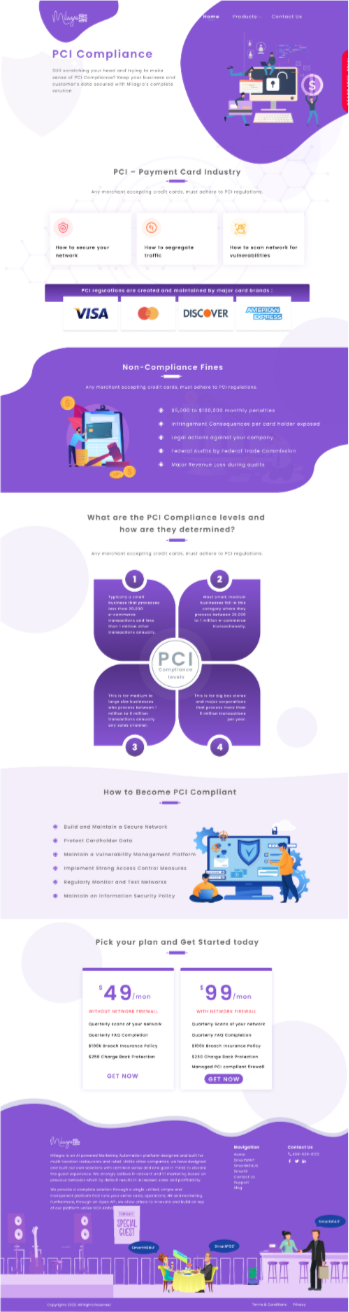 Milagro
Home Products Contact Us
PCI Compliance
Still scratching your head and trying to make
sense of PCI Compliance? Keep your business and
customer's data secured with Milagro's complete
solution
PCI – Payment Card Industry
Any merchant accepting credit cards, must adhere to PCI regulations.
How to secure your
network
How to segregate
traffic
How to scan network for
vulnerabilities
PCI regulations are created and maintained by major card brands :
VISA
mastercard
DISCOVER
AMERICAN
EXPRESS
Non-Compliance Fines
Any merchant accepting credit cards, must adhere to PCI regulations.
$5,000 to $100,000 monthly penalties
Infringement Consequences per card holder exposed
Legal actions against your company
Federal Audits by Federal Trade Commission
Major Revenue Loss during audits
What are the PCI Compliance levels and
how are they determined?
Any merchant accepting credit cards, must adhere to PCI regulations.
1
Typically a small
business that processes
less than 20,000
e-commerce
transactions and less
than 1 million other
transactions annually.
2
Most small-medium
businesses fall in this
category where they
process between 20,000
to 1 million e-commerce
transactions
PCI
Compliance
levels
This is for medium to
large size businesses
who process between 1
million to 6 million
transactions annually
3
This is for big box stores
and major corporations
that process more than
6 million transactions
per year.
4
How to Become PCI Compliant
Build and Maintain a Secure Network
Protect Cardholder Data
Maintain a Vulnerability Management Platform
Implement Strong Access Control Measures
Regularly Monitor and Test Networks
Maintain an Information Security Policy
Pick your plan and Get Started today
$49/mon
WITHOUT NETWORK FIREWALL
Quarterly Scans of your network
Quarterly FAQ Completion
$100k Breach Insurance Policy
$250 Charge Back Protection
GET NOW
$99/mon
WITH NETWORK FIREWALL
Quarterly Scans of your network
Quarterly FAQ Completion
$100k Breach Insurance Policy
$250 Charge Back Protection
Managed PCI compliant firewall
GET NOW
Milagro
Navigation
Home
Contact Us
Support
Blog
Contact Us
TONIGHT'S
SPECIAL
GUEST
Terms & Conditions Privacy